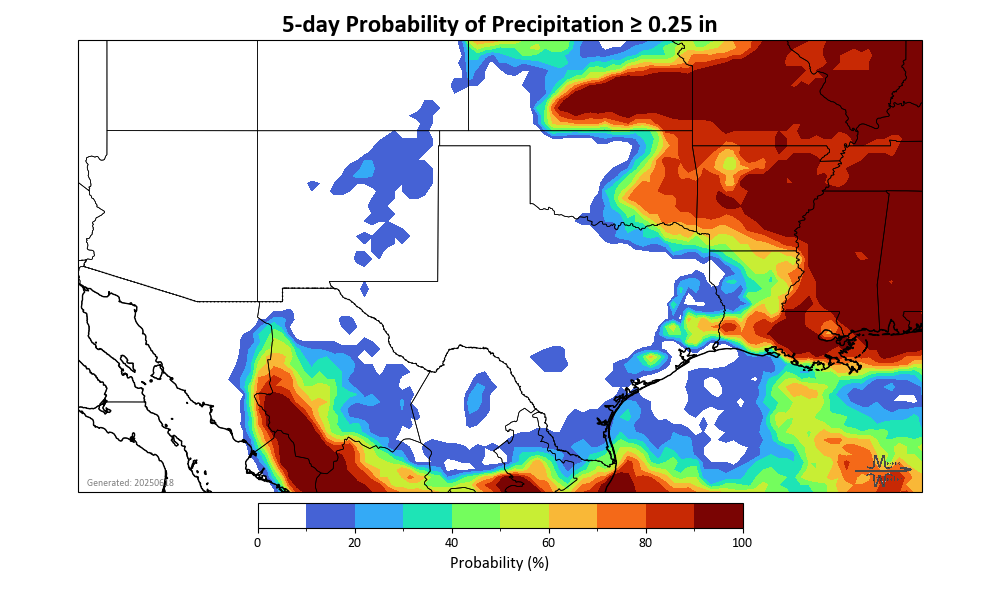 5-day Probability of Precipitation ≥ 0.25 in
M
W
0 20 40 60 80 100
Probability (%)